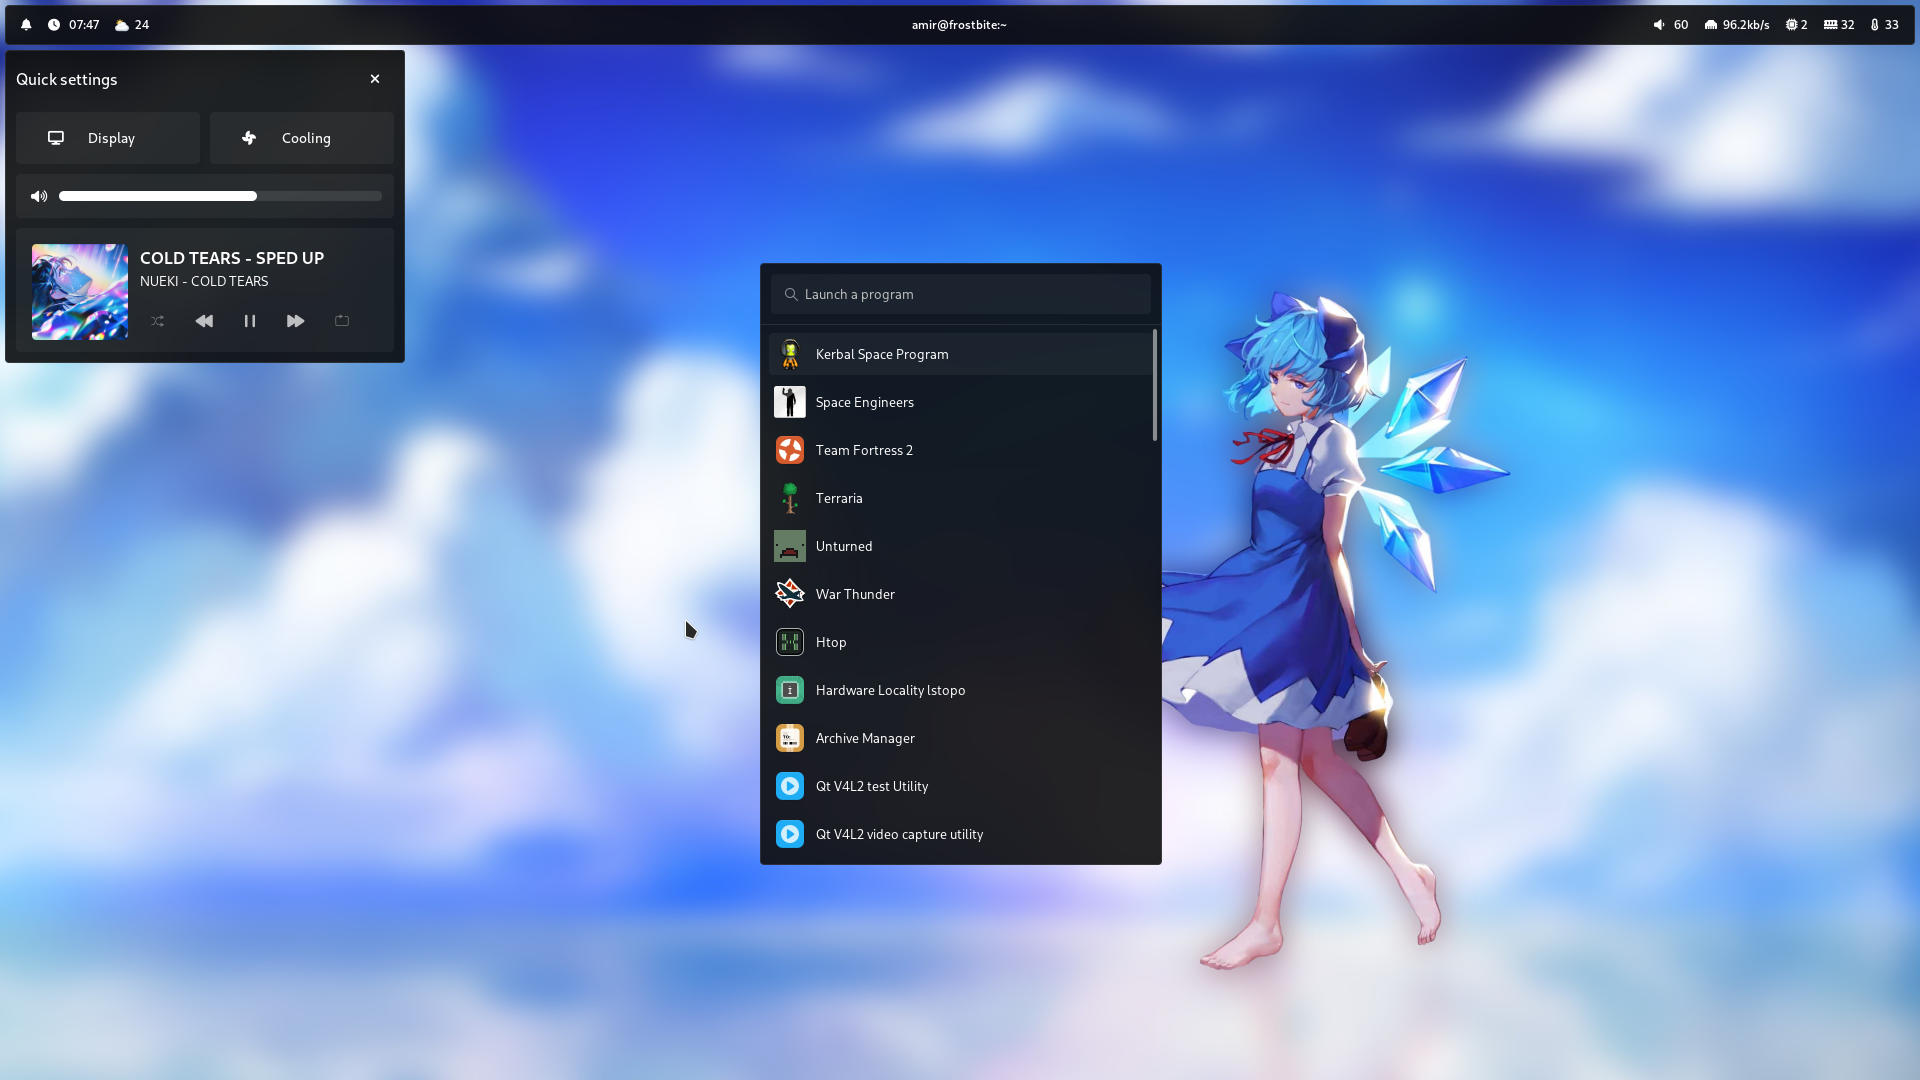 07:47 24 amir@frostbite:~ 60 96.2kb/s 2 32 33
Quick settings
Display Cooling
COLD TEARS - SPED UP
NUEKI - COLD TEARS
Launch a program
Kerbal Space Program
Space Engineers
Team Fortress 2
Terraria
Unturned
War Thunder
Htop
Hardware Locality lstopo
Archive Manager
Qt V4L2 test Utility
Qt V4L2 video capture utility